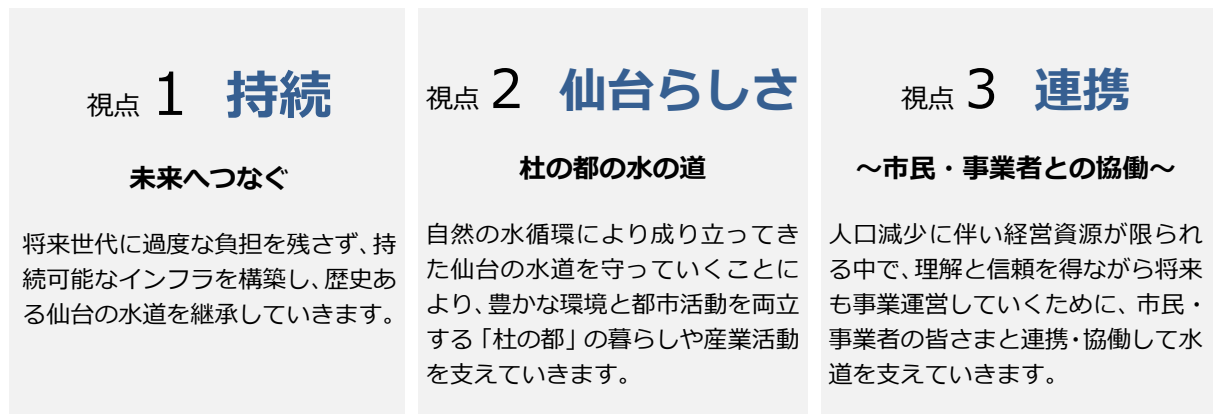 視点 1 持続
未来へつなぐ
将来世代に過度な負担を残さず、持
続可能なインフラを構築し、歴史あ
る仙台の水道を継承していきます。
視点 2 仙台らしさ
杜の都の水の道
自然の水循環により成り立ってき
た仙台の水道を守っていくことに
より、豊かな環境と都市活動を両立
する「杜の都」の暮らしや産業活動
を支えていきます。
視点 3 連携
～市民・事業者との協働～
人口減少に伴い経営資源が限られ
る中で、理解と信頼を得ながら将来
も事業運営していくために、市民・
事業者の皆さまと連携・協働して水
道を支えていきます。